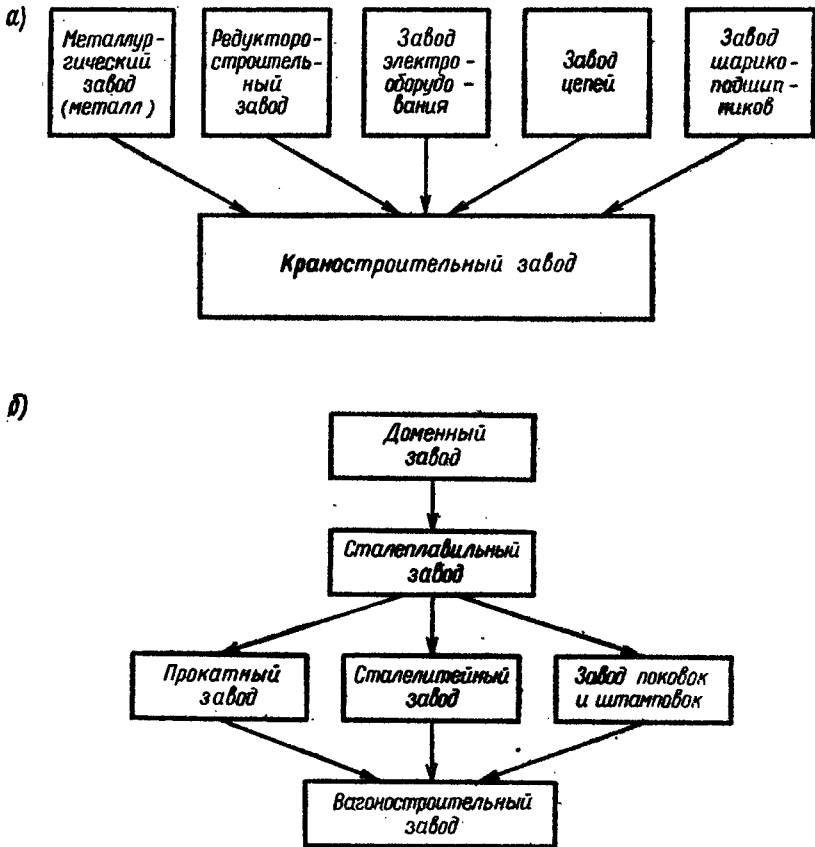 а)
Металлур-
гический
завод
(металл)
Редукторо-
строитель-
ный
завод
Завод
электро-
оборудо-
вания
Завод
цепей
Завод
шарико-
подшип-
тиков
Краностроительный завод
б)
Доменный
завод
Сталеплавильный
завод
Прокатный
завод
Сталелитейный
завод
Завод поковок
и штамповок
Вагоностроительный
завод